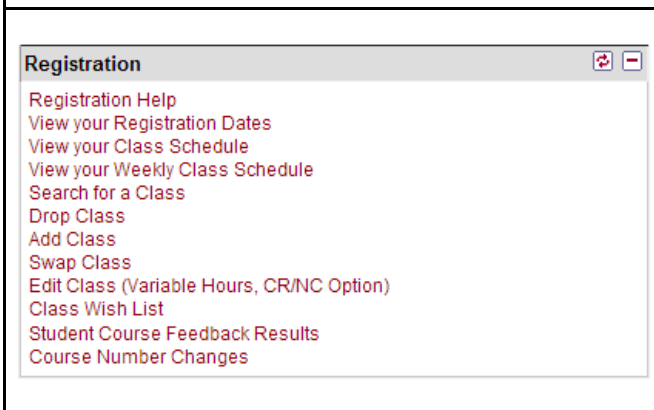 Registration
Registration Help
View your Registration Dates
View your Class Schedule
View your Weekly Class Schedule
Search for a Class
Drop Class
Add Class
Swap Class
Edit Class (Variable Hours, CR/NC Option)
Class Wish List
Student Course Feedback Results
Course Number Changes